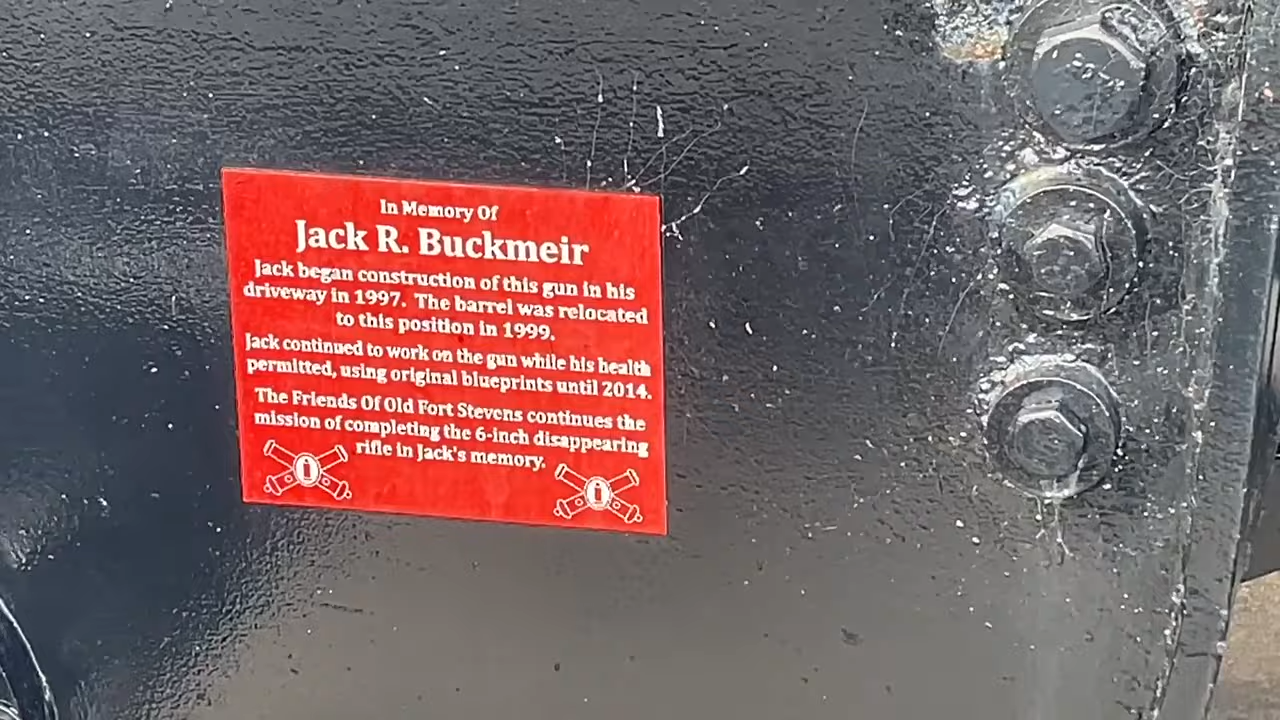 In Memory Of
Jack R. Buckmeir
Jack began construction of this gun in his
driveway in 1997. The barrel was relocated
to this position in 1999.
Jack continued to work on the gun while his health
permitted, using original blueprints until 2014.
The Friends Of Old Fort Stevens continues the
mission of completing the 6-inch disappearing
rifle in Jack's memory.